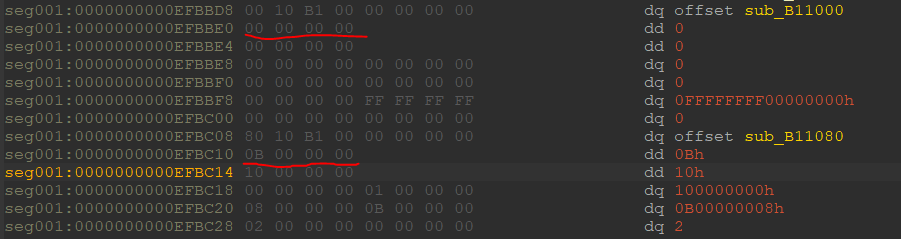 seg001:0000000000EFBBD8 00 10 B1 00 00 00 00 00 dq offset sub_B11000
seg001:0000000000EFBBE0 00 00 00 00 dd 0
seg001:0000000000EFBBE4 00 00 00 00 dd 0
seg001:0000000000EFBBE8 00 00 00 00 00 00 00 00 dq 0
seg001:0000000000EFBBF0 00 00 00 00 00 00 00 00 dq 0
seg001:0000000000EFBBF8 00 00 00 00 FF FF FF FF dq 0FFFFFFFF00000000h
seg001:0000000000EFBC00 00 00 00 00 00 00 00 00 dq 0
seg001:0000000000EFBC08 80 10 B1 00 00 00 00 00 dq offset sub_B11080
seg001:0000000000EFBC10 0B 00 00 00 dd 0Bh
seg001:0000000000EFBC14 10 00 00 00 dd 10h
seg001:0000000000EFBC18 00 00 00 00 01 00 00 00 dq 100000000h
seg001:0000000000EFBC20 08 00 00 00 0B 00 00 00 dq 0B00000008h
seg001:0000000000EFBC28 02 00 00 00 00 00 00 00 dq 2